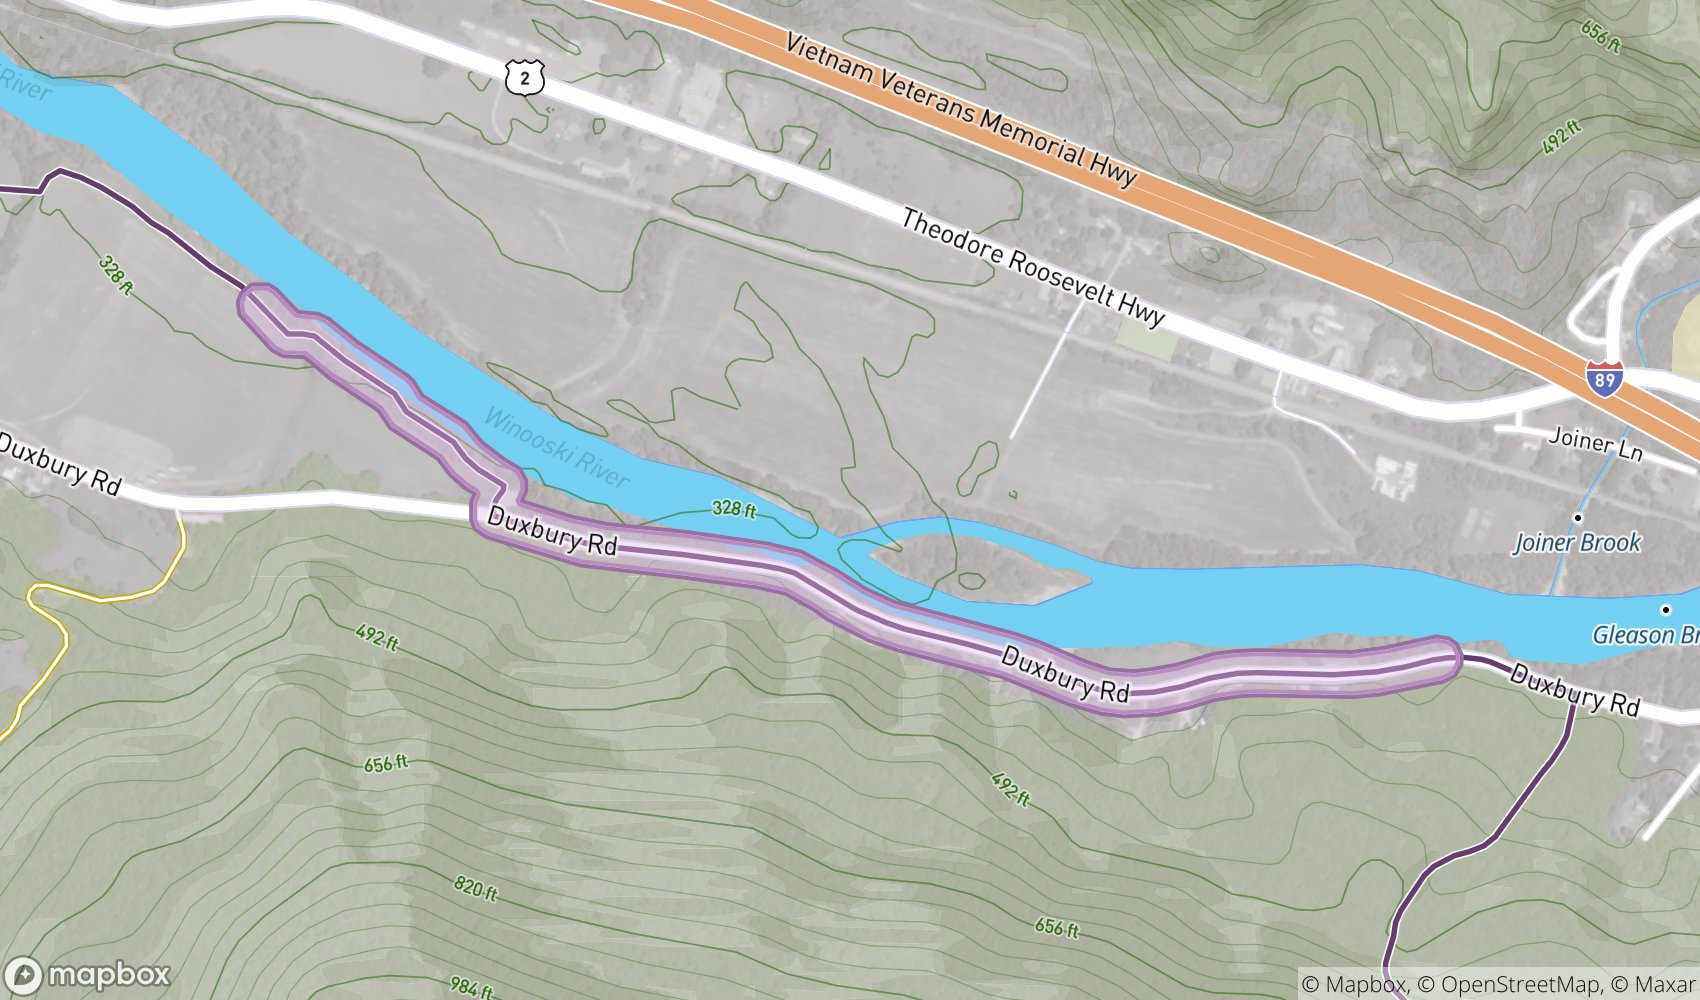 656 ft
Vietnam Veterans Memorial Hwy
2
River
492 ft
Theodore Roosevelt Hwy
328 ft
89
Winooski River
Joiner Ln
Duxbury Rd
328 ft
Duxbury Rd
Joiner Brook
492 ft
Gleason Br
Duxbury Rd
Duxbury Rd
656 ft
492 ft
820 ft
656 ft
984 ft
mapbox
© Mapbox, © OpenStreetMap, © Maxar